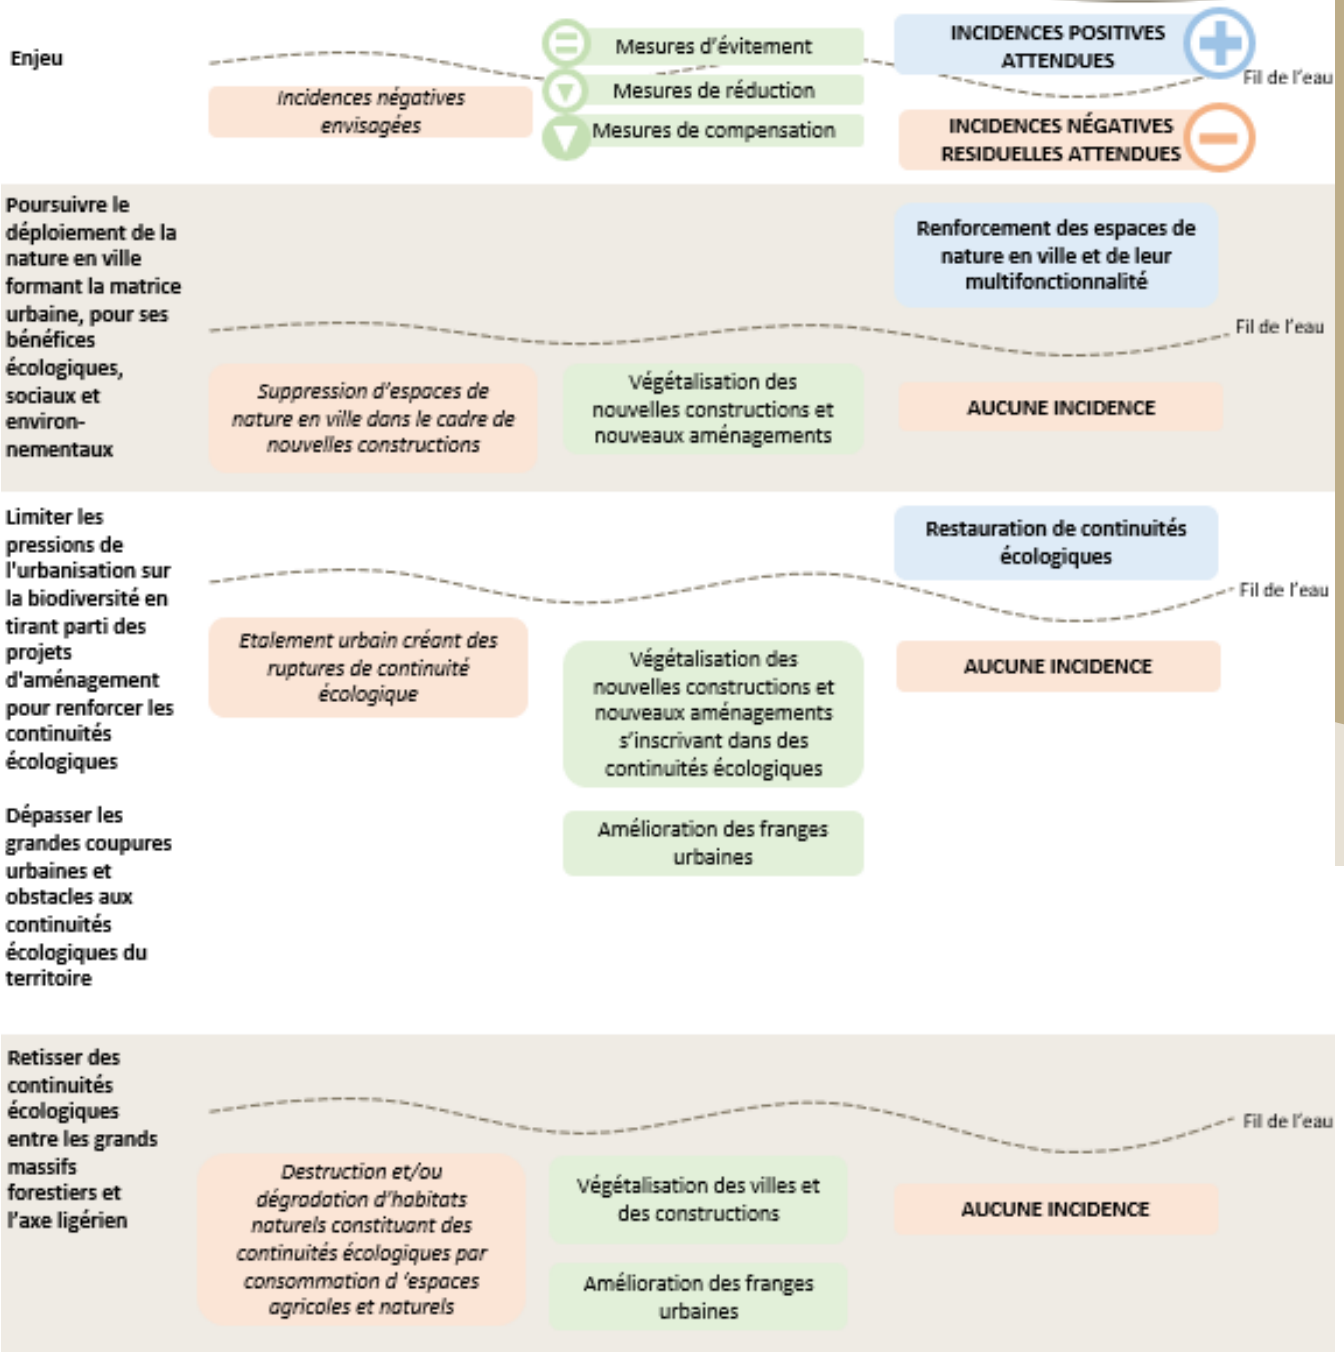 Enjeu
Incidences négatives
envisagées
Mesures d'évitement
Mesures de réduction
Mesures de compensation
INCIDENCES POSITIVES
ATTENDUES
Fil de l'eau
INCIDENCES NÉGATIVES
RESIDUELLES ATTENDUES
Poursuivre le
déploiement de la
nature en ville
formant la matrice
urbaine, pour ses
bénéfices
écologiques,
sociaux et
environ-
nementaux
Suppression d'espaces de
nature en ville dans le cadre de
nouvelles constructions
Végétalisation des
nouvelles constructions et
nouveaux aménagements
Renforcement des espaces de
nature en ville et de leur
multifonctionnalité
Fil de l'eau
AUCUNE INCIDENCE
Limiter les
pressions de
l'urbanisation sur
la biodiversité en
tirant parti des
projets
d'aménagement
pour renforcer les
continuités
écologiques
Dépasser les
grandes coupures
urbaines et
obstacles aux
continuités
écologiques du
territoire
Etalement urbain créant des
ruptures de continuité
écologique
Végétalisation des
nouvelles constructions et
nouveaux aménagements
s'inscrivant dans des
continuités écologiques
Amélioration des franges
urbaines
Restauration de continuités
écologiques
Fil de l'eau
AUCUNE INCIDENCE
Retisser des
continuités
écologiques
entre les grands
massifs
forestiers et
l'axe ligérien
Destruction et/ou
dégradation d'habitats
naturels constituant des
continuités écologiques par
consommation d 'espaces
agricoles et naturels
Végétalisation des villes et
des constructions
Amélioration des franges
urbaines
Fil de l'eau
AUCUNE INCIDENCE